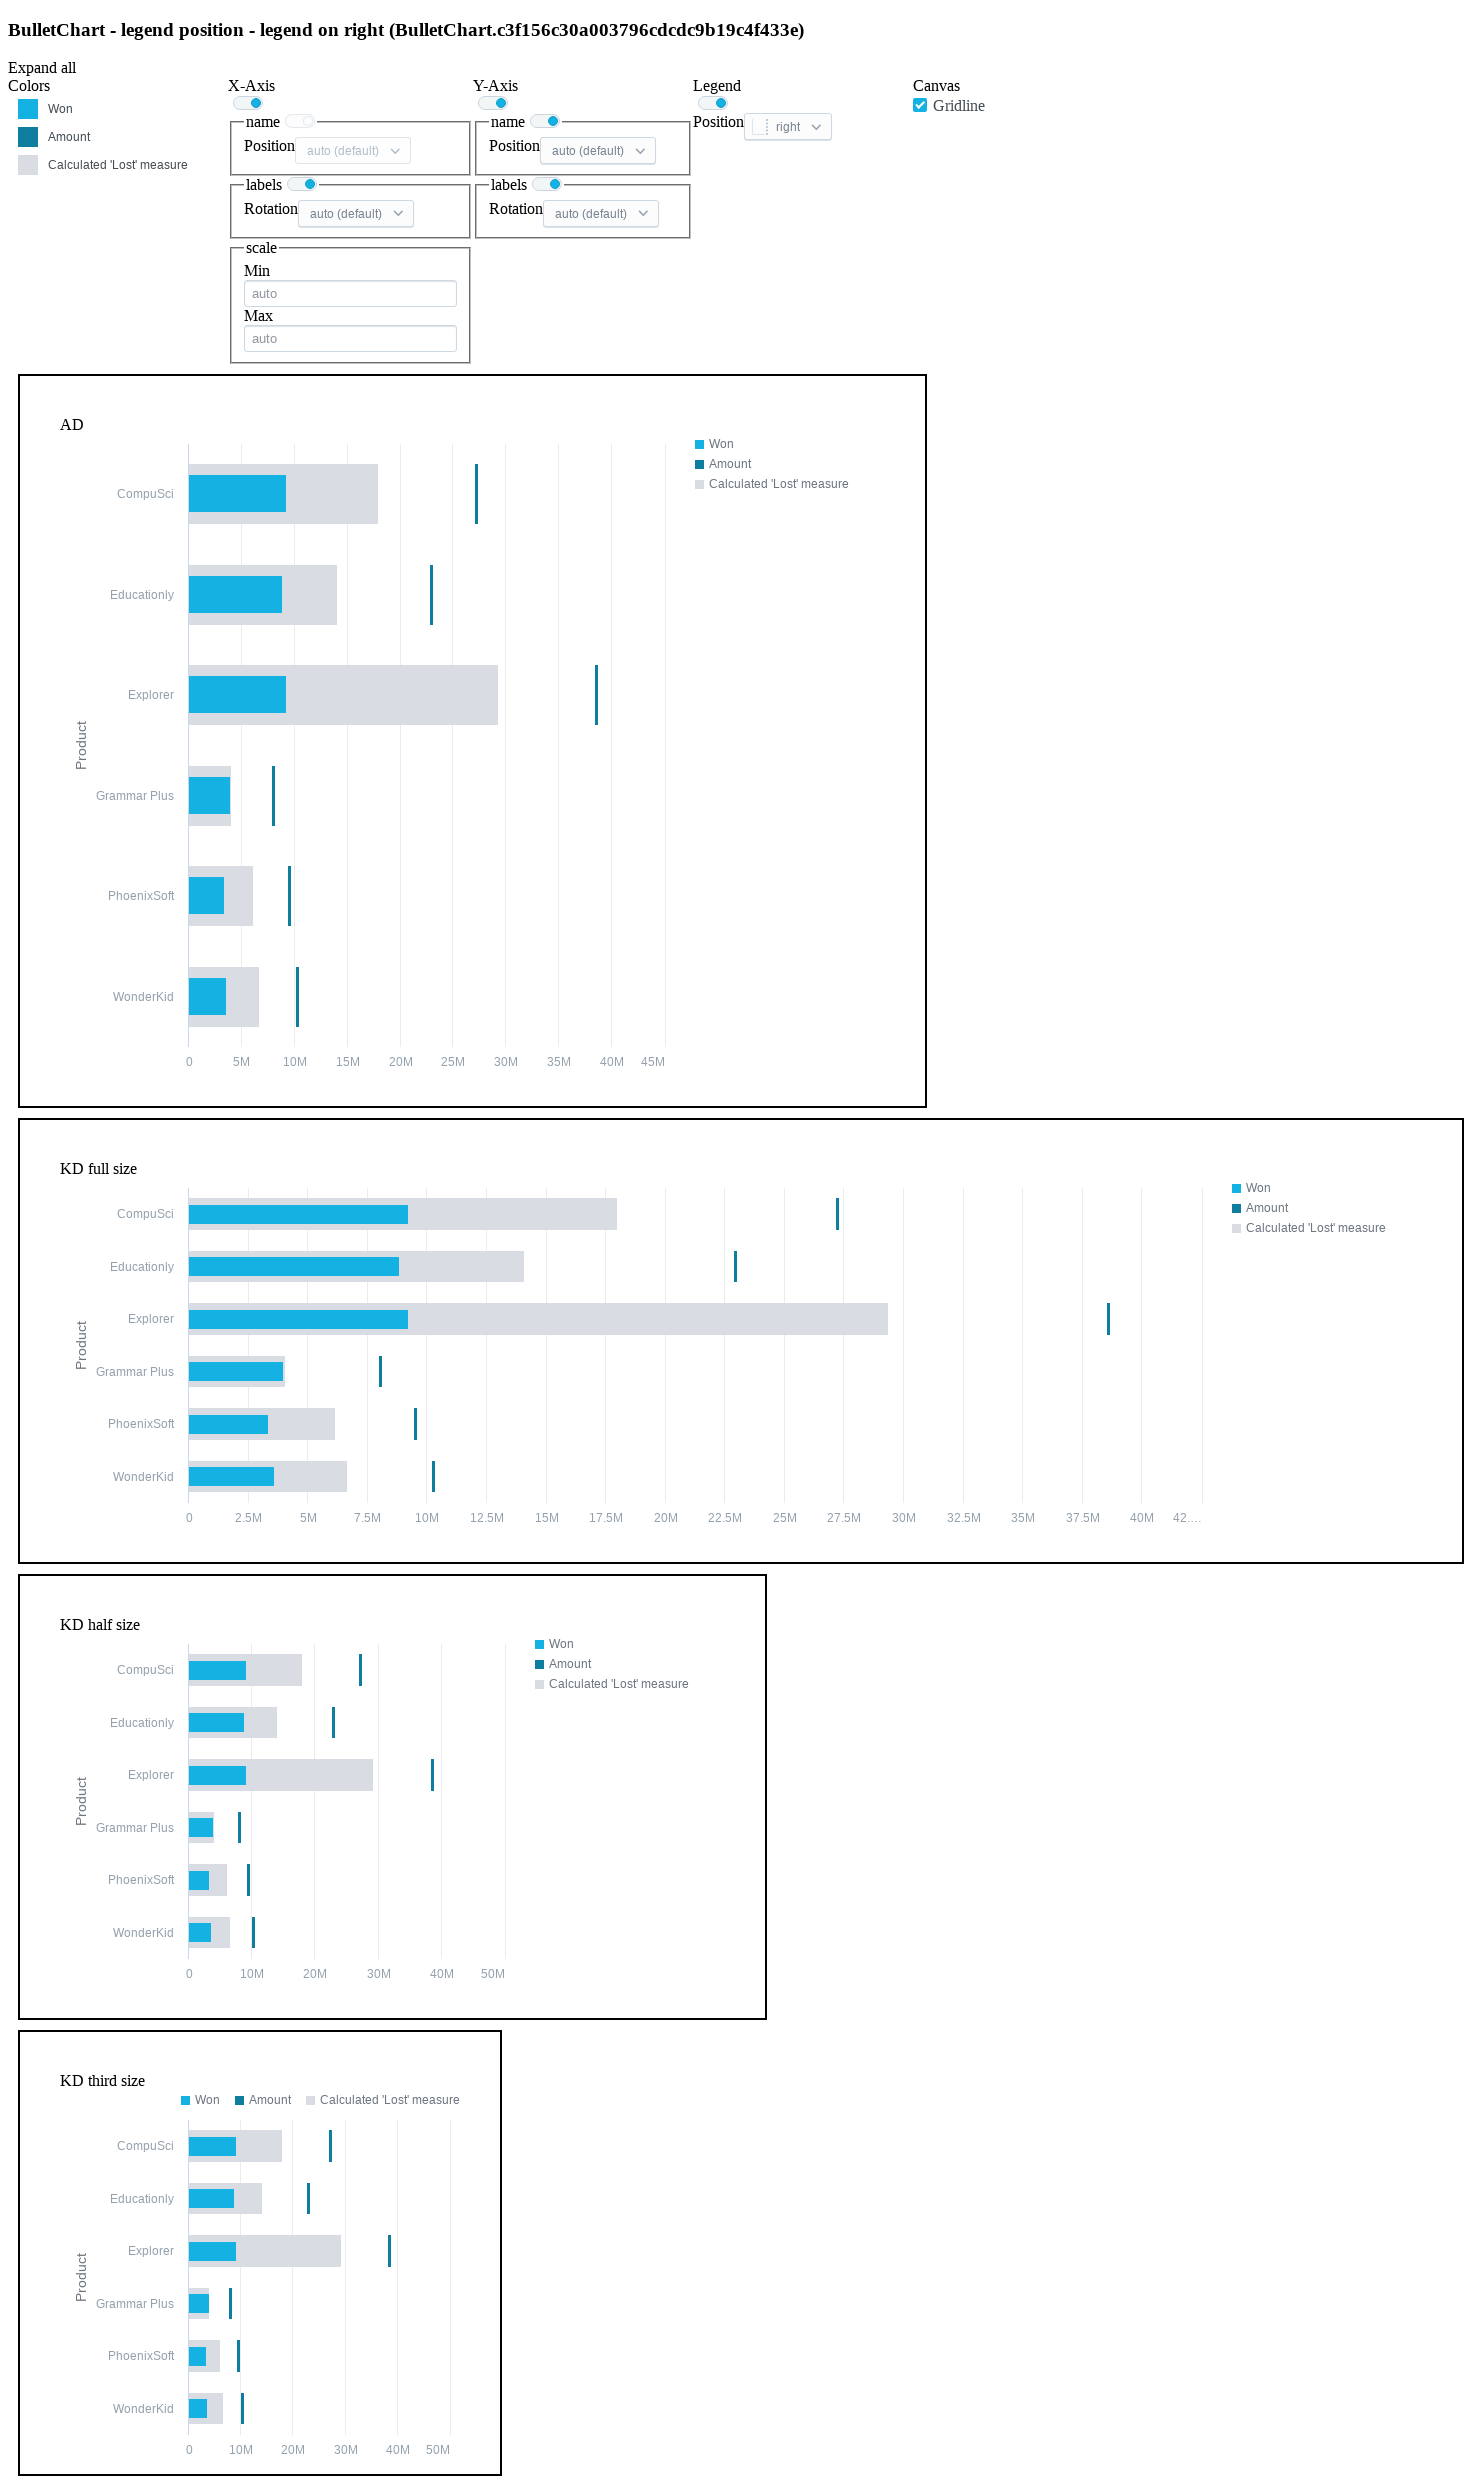 BulletChart - legend position - legend on right (BulletChart.c3f156c30a003796cdcdc9b19c4f433e)
Expand all
Colors
Won
Amount
Calculated 'Lost' measure
X-Axis
name
Position auto (default)
labels
Rotation auto (default)
scale
Min
auto
Max
auto
Y-Axis
name
Position auto (default)
labels
Rotation auto (default)
Legend
Position right
Canvas
Gridline
AD
Won
Amount
Calculated 'Lost' measure
Product
CompuSci
Educationly
Explorer
Grammar Plus
PhoenixSoft
WonderKid
0 5M 10M 15M 20M 25M 30M 35M 40M 45M
KD full size
Won
Amount
Calculated 'Lost' measure
Product
CompuSci
Educationly
Explorer
Grammar Plus
PhoenixSoft
WonderKid
0 2.5M 5M 7.5M 10M 12.5M 15M 17.5M 20M 22.5M 25M 27.5M 30M 32.5M 35M 37.5M 40M 42....
KD half size
Won
Amount
Calculated 'Lost' measure
Product
CompuSci
Educationly
Explorer
Grammar Plus
PhoenixSoft
WonderKid
0 10M 20M 30M 40M 50M
KD third size
Won Amount Calculated 'Lost' measure
Product
CompuSci
Educationly
Explorer
Grammar Plus
PhoenixSoft
WonderKid
0 10M 20M 30M 40M 50M